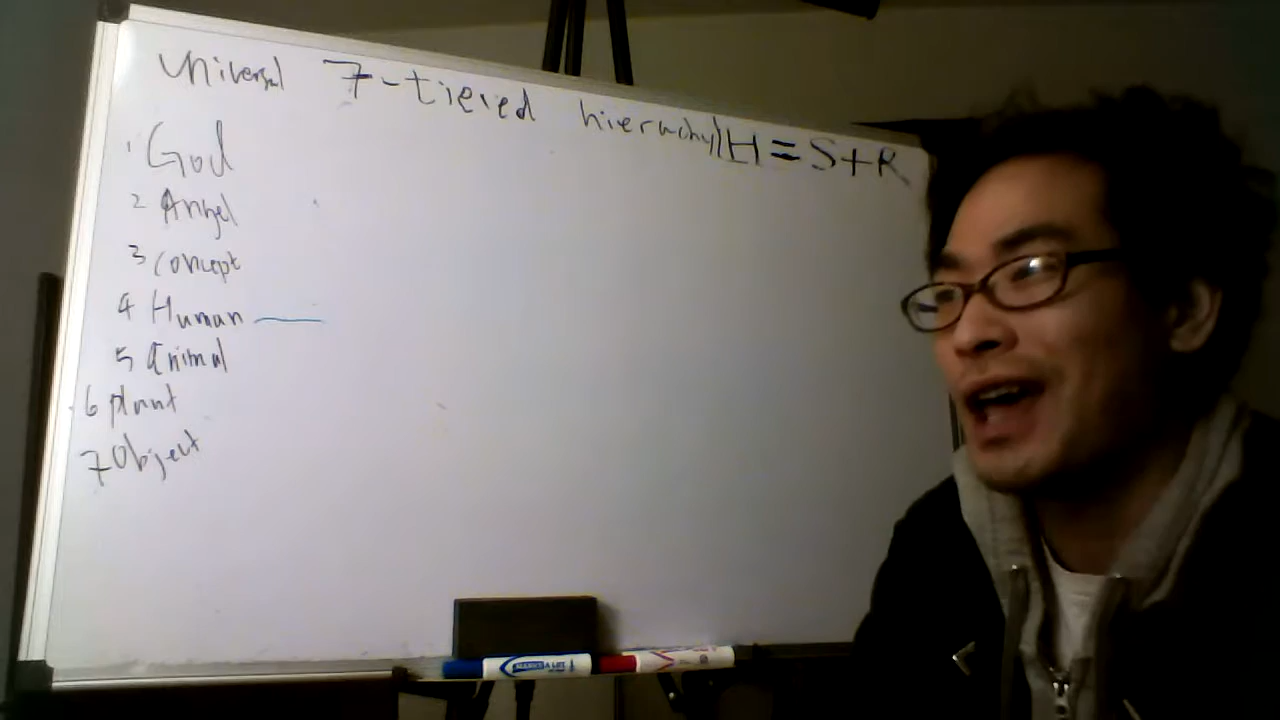 Universal 7-tiered hierarchy H = S+R
1 God
2 Angel
3 concept
4 Human
5 Animal
6 plant
7 Object